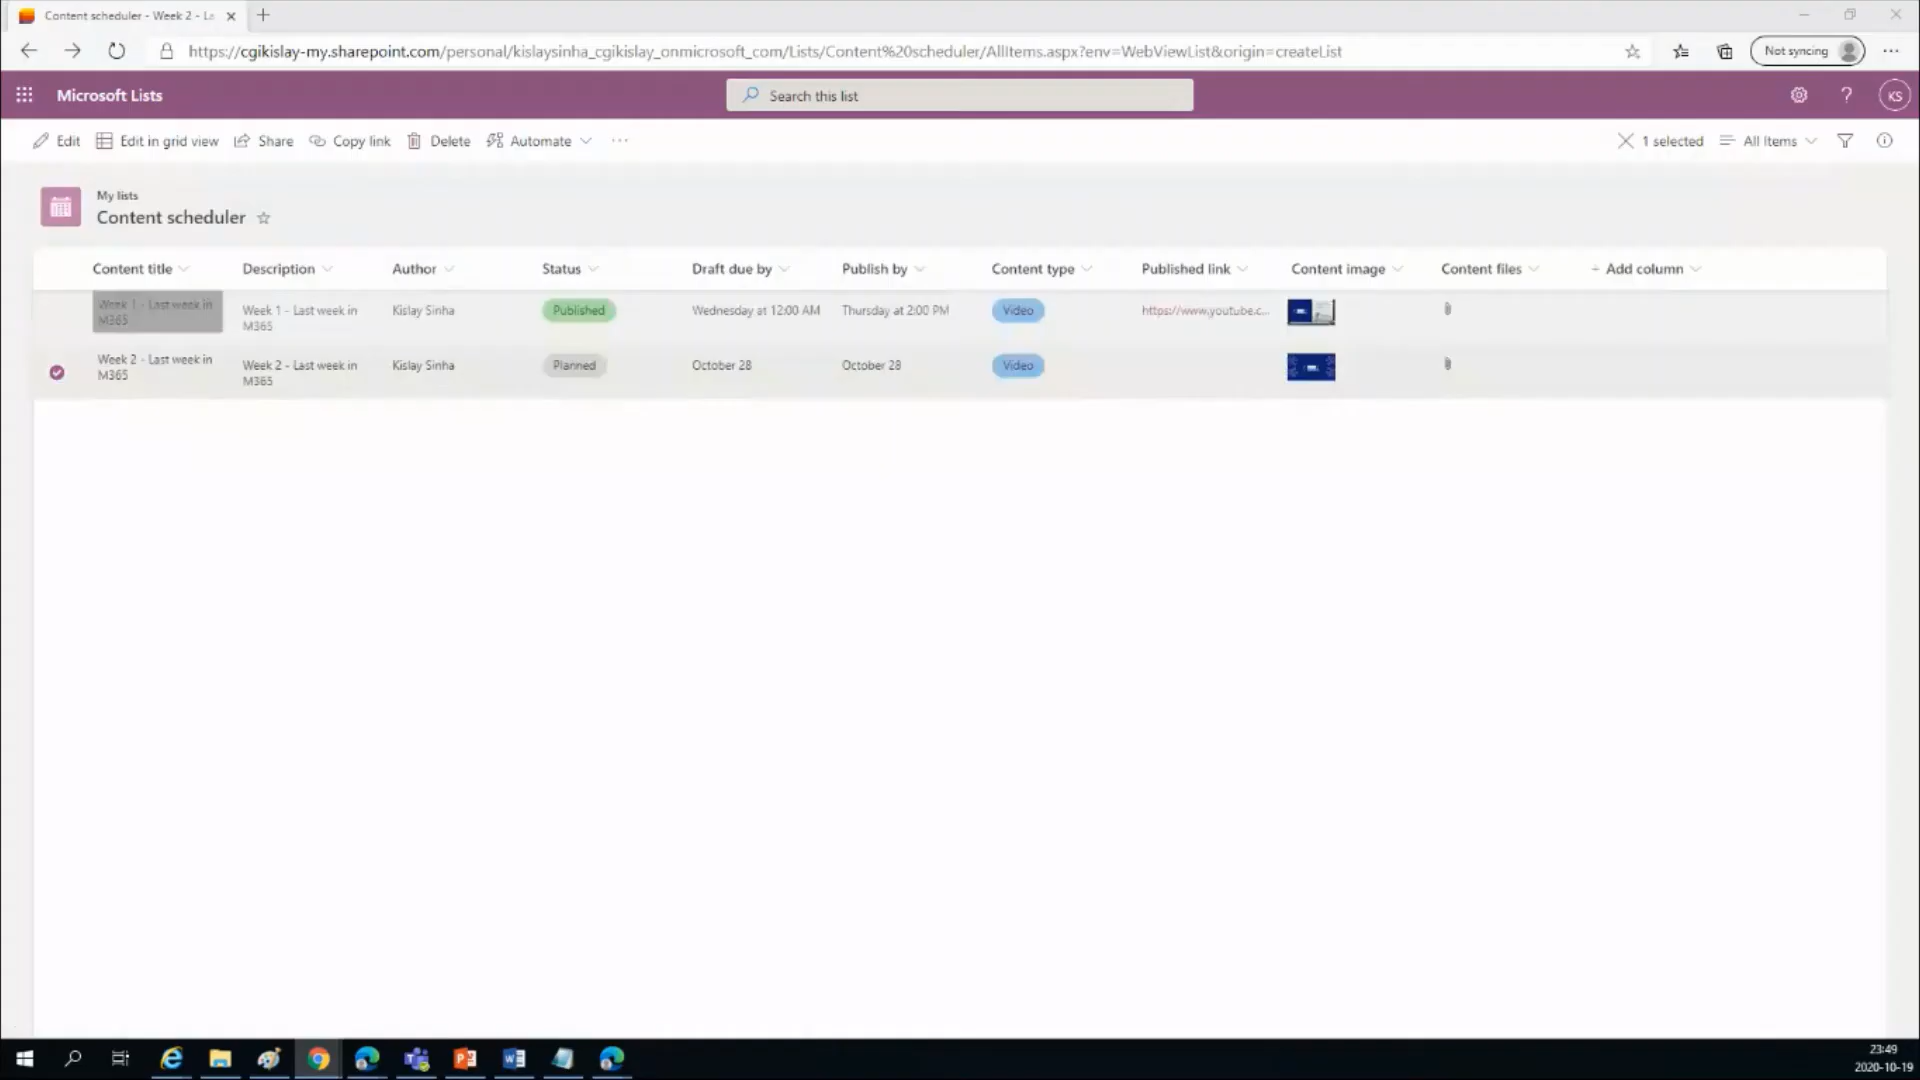 Content scheduler - Week 2 - La
https://cgikislay-my.sharepoint.com/personal/kislaysinha_cgikislay_onmicrosoft_com/Lists/Content%20scheduler/AllItems.aspx?env=WebViewList&origin=createList
Not syncing
Microsoft Lists
Search this list
KS
Edit
Edit in grid view
Share
Copy link
Delete
Automate
1 selected
All Items
My lists
Content scheduler
Content title
Description
Author
Status
Draft due by
Publish by
Content type
Published link
Content image
Content files
+ Add column
Week 1 - Last week in
M365
Week 1 - Last week in
M365
Kislay Sinha
Published
Wednesday at 12:00 AM
Thursday at 2:00 PM
Video
https://www.youtube.c...
Week 2 - Last week in
M365
Week 2 - Last week in
M365
Kislay Sinha
Planned
October 28
October 28
Video
23:49
2020-10-19